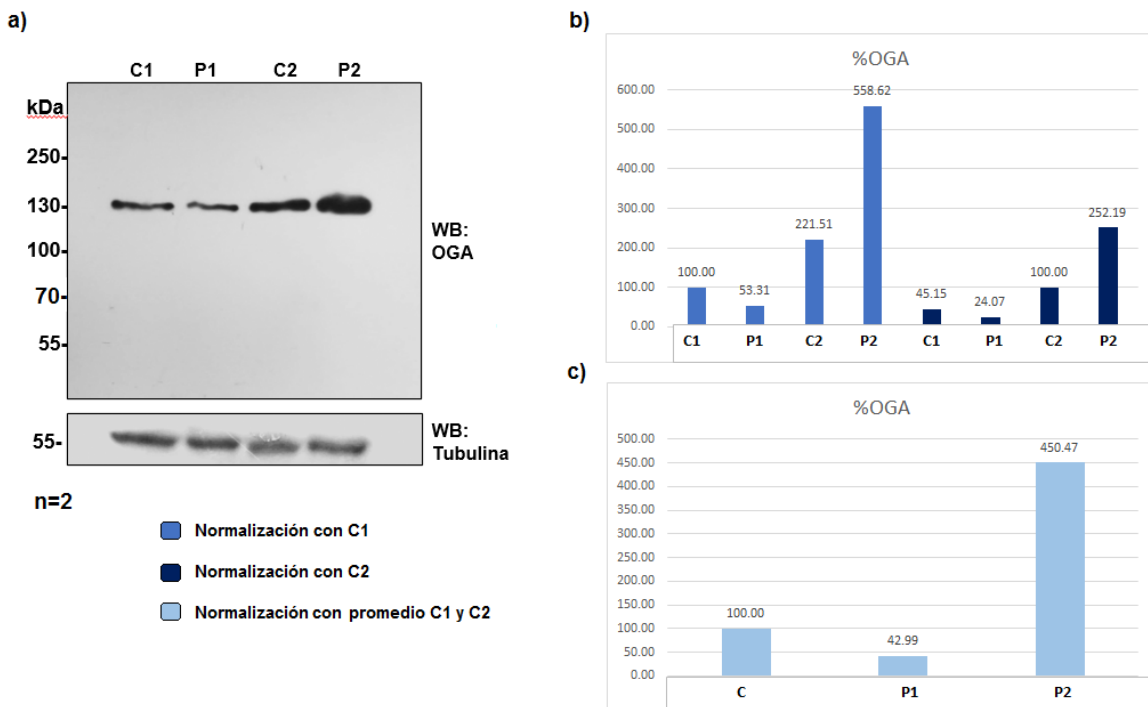 a)
C1 P1 C2 P2
kDa
250-
130-
100-
70-
55-
WB:
OGA
55-
WB:
Tubulina
n=2
Normalización con C1
Normalización con C2
Normalización con promedio C1 y C2
b)
%OGA
600.00
500.00
400.00
300.00
200.00
100.00
0.00
100.00
53.31
221.51
558.62
45.15
24.07
100.00
252.19
C1 P1 C2 P2 C1 P1 C2 P2
c)
%OGA
500.00
450.00
400.00
350.00
300.00
250.00
200.00
150.00
100.00
50.00
0.00
100.00
42.99
450.47
C P1 P2